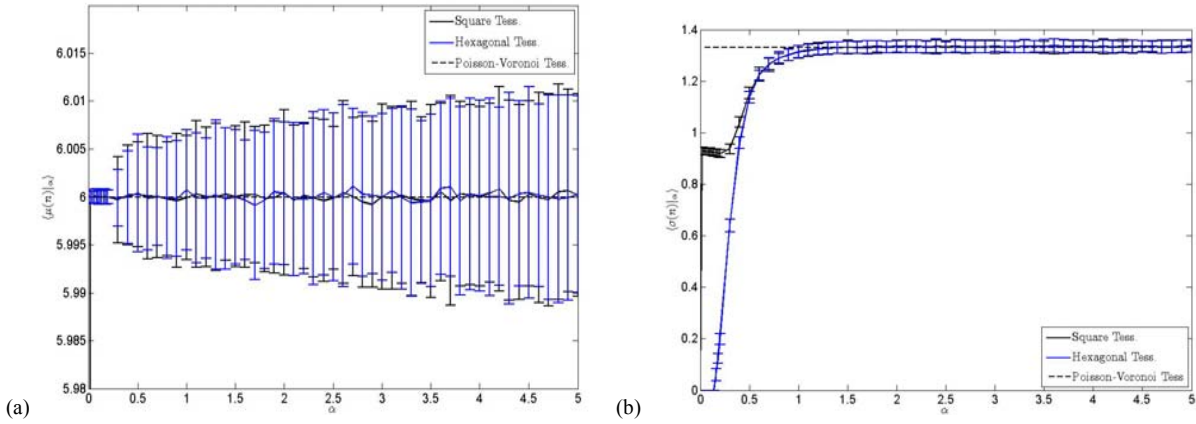 6.015
6.01
6.005
6
5.995
5.99
5.985
5.98
⟨μ(n)|α⟩
0 0.5 1 1.5 2 2.5 3 3.5 4 4.5 5
α
Square Tess.
Hexagonal Tess.
Poisson-Voronoi Tess.
(a)
1.4
1.2
1
0.8
0.6
0.4
0.2
0
⟨σ(n)|α⟩
0 0.5 1 1.5 2 2.5 3 3.5 4 4.5 5
α
Square Tess.
Hexagonal Tess.
Poisson-Voronoi Tess
(b)